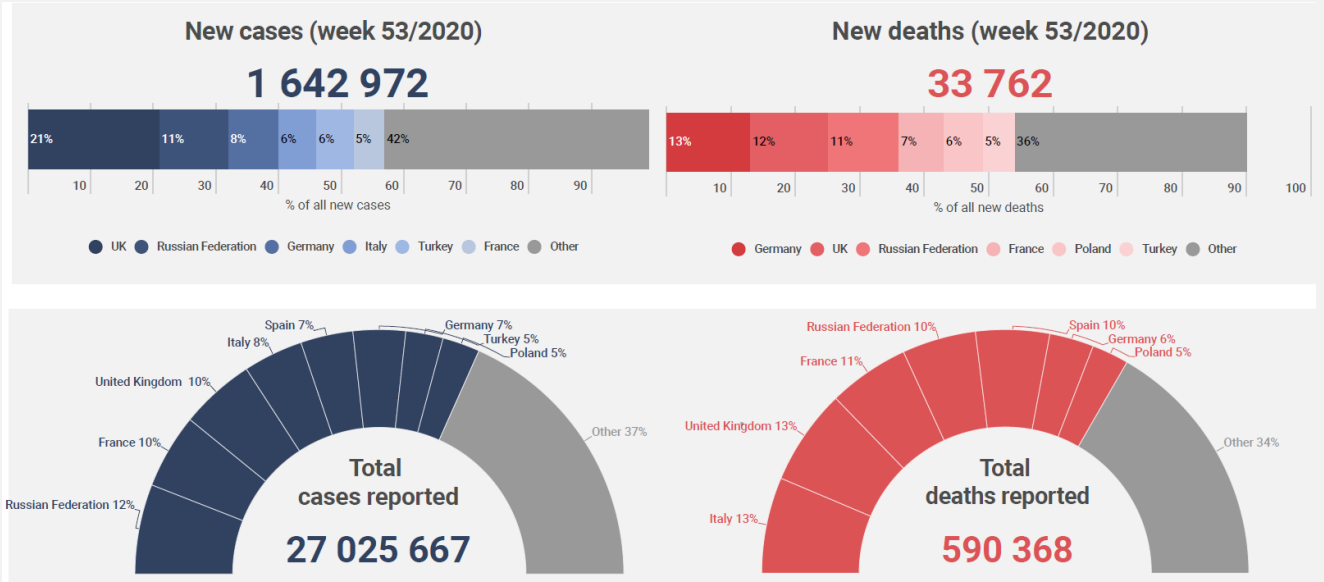 New cases (week 53/2020)
1 642 972
21% 11% 8% 6% 6% 5% 42%
10 20 30 40 50 60 70 80 90
% of all new cases
UK Russian Federation Germany Italy Turkey France Other
New deaths (week 53/2020)
33 762
13% 12% 11% 7% 6% 5% 36%
10 20 30 40 50 60 70 80 90 100
% of all new deaths
Germany UK Russian Federation France Poland Turkey Other
Spain 7%
Germany 7%
Italy 8%
Turkey 5%
Poland 5%
United Kingdom 10%
France 10%
Other 37%
Russian Federation 12%
Total
cases reported
27 025 667
Russian Federation 10%
Spain 10%
Germany 6%
France 11%
Poland 5%
United Kingdom 13%
Other 34%
Italy 13%
Total
deaths reported
590 368